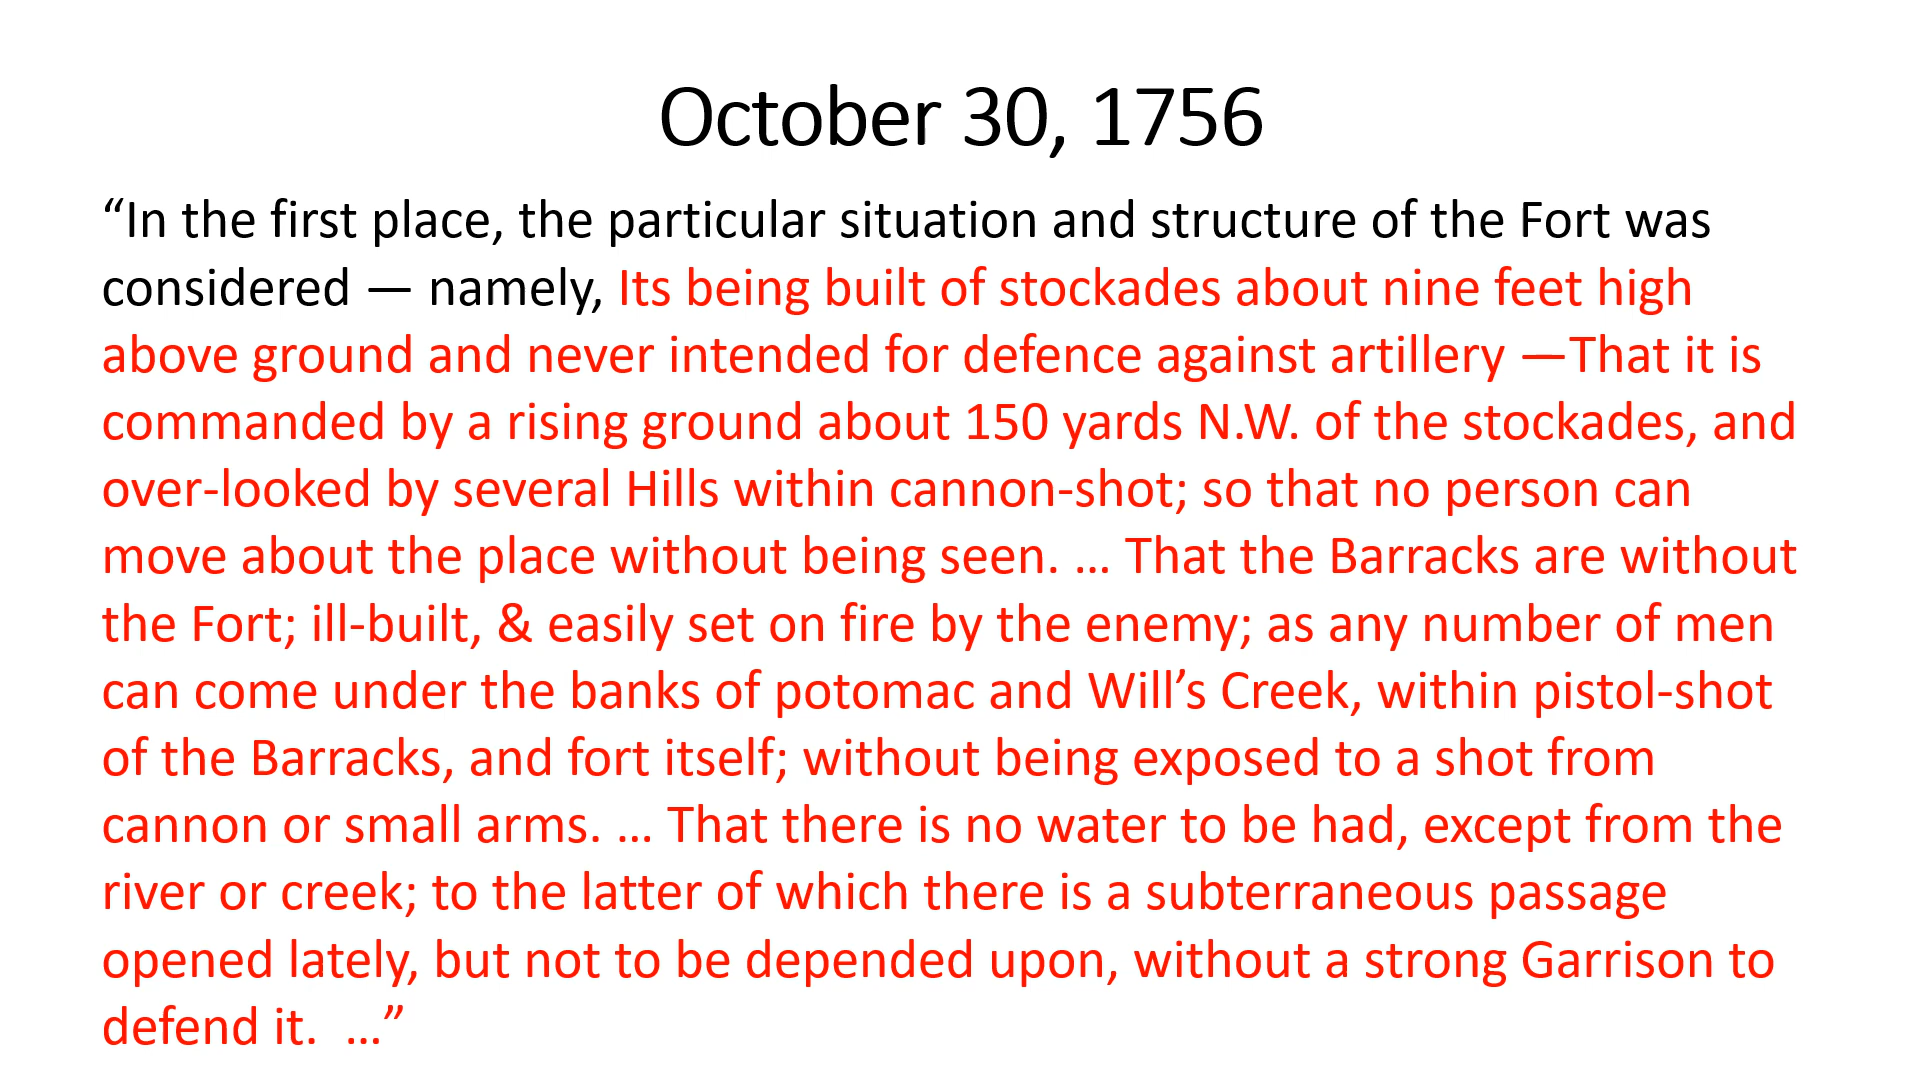 October 30, 1756
“In the first place, the particular situation and structure of the Fort was
considered — namely, Its being built of stockades about nine feet high
above ground and never intended for defence against artillery —That it is
commanded by a rising ground about 150 yards N.W. of the stockades, and
over-looked by several Hills within cannon-shot; so that no person can
move about the place without being seen. … That the Barracks are without
the Fort; ill-built, & easily set on fire by the enemy; as any number of men
can come under the banks of potomac and Will’s Creek, within pistol-shot
of the Barracks, and fort itself; without being exposed to a shot from
cannon or small arms. … That there is no water to be had, except from the
river or creek; to the latter of which there is a subterraneous passage
opened lately, but not to be depended upon, without a strong Garrison to
defend it.  …”